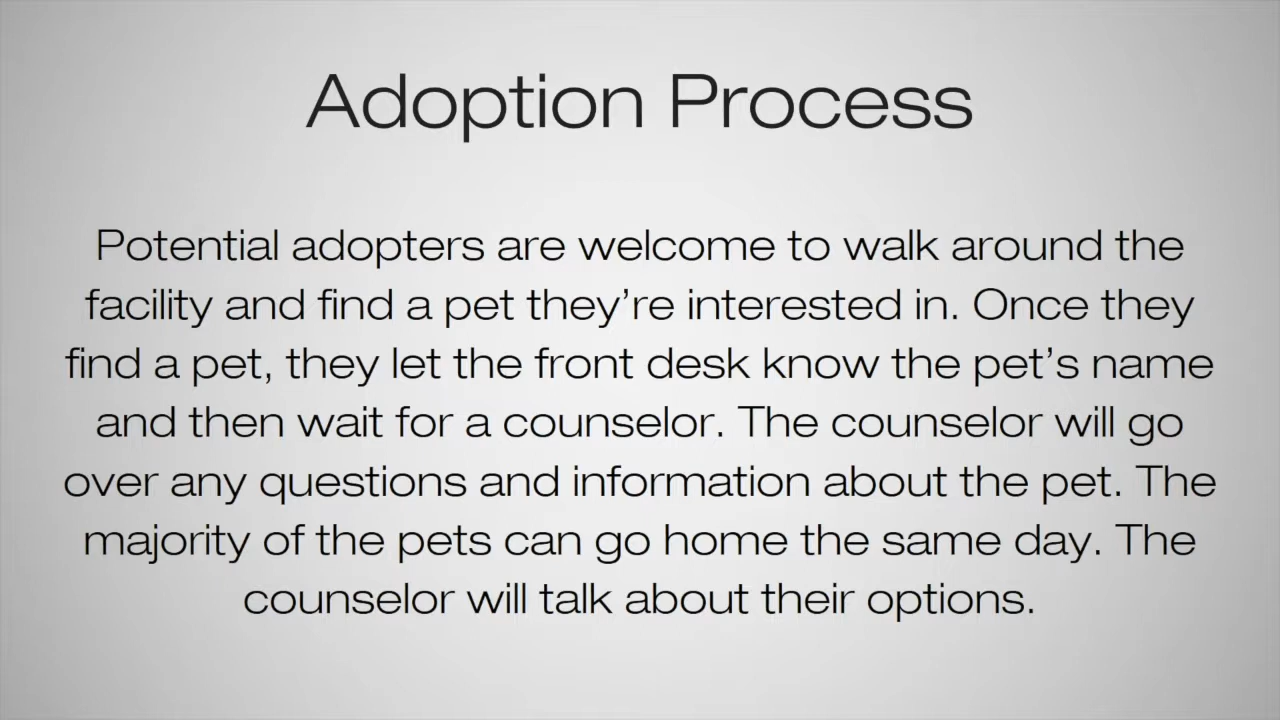 Adoption Process
Potential adopters are welcome to walk around the
facility and find a pet they’re interested in. Once they
find a pet, they let the front desk know the pet’s name
and then wait for a counselor. The counselor will go
over any questions and information about the pet. The
majority of the pets can go home the same day. The
counselor will talk about their options.